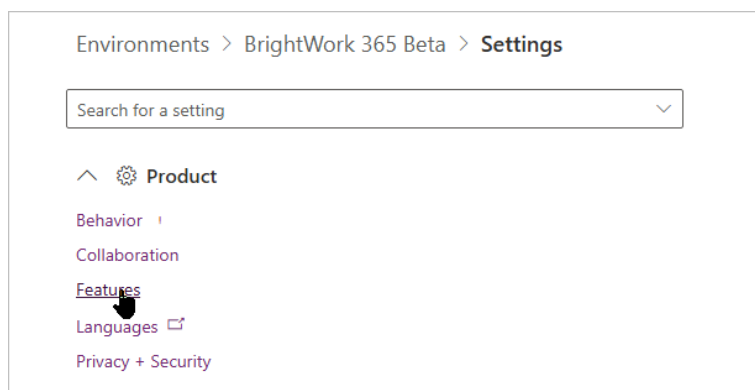 Environments > BrightWork 365 Beta > Settings
Search for a setting
Product
Behavior
Collaboration
Features
Languages
Privacy + Security